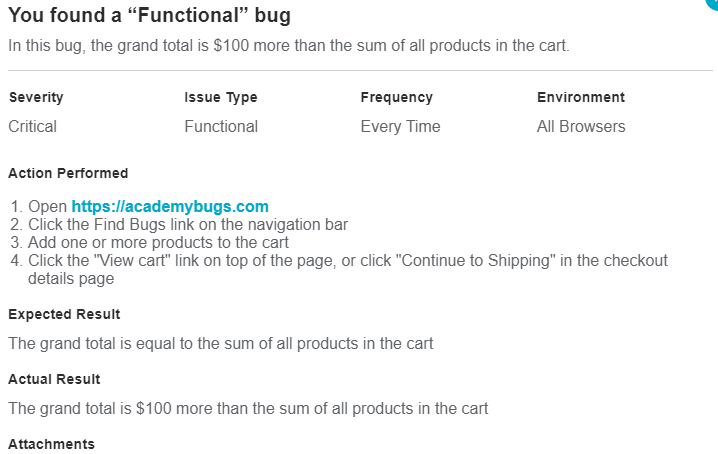 You found a “Functional” bug
In this bug, the grand total is $100 more than the sum of all products in the cart.
Severity Issue Type Frequency Environment
Critical Functional Every Time All Browsers
Action Performed
1. Open https://academybugs.com
2. Click the Find Bugs link on the navigation bar
3. Add one or more products to the cart
4. Click the "View cart" link on top of the page, or click "Continue to Shipping" in the checkout
details page
Expected Result
The grand total is equal to the sum of all products in the cart
Actual Result
The grand total is $100 more than the sum of all products in the cart
Attachments